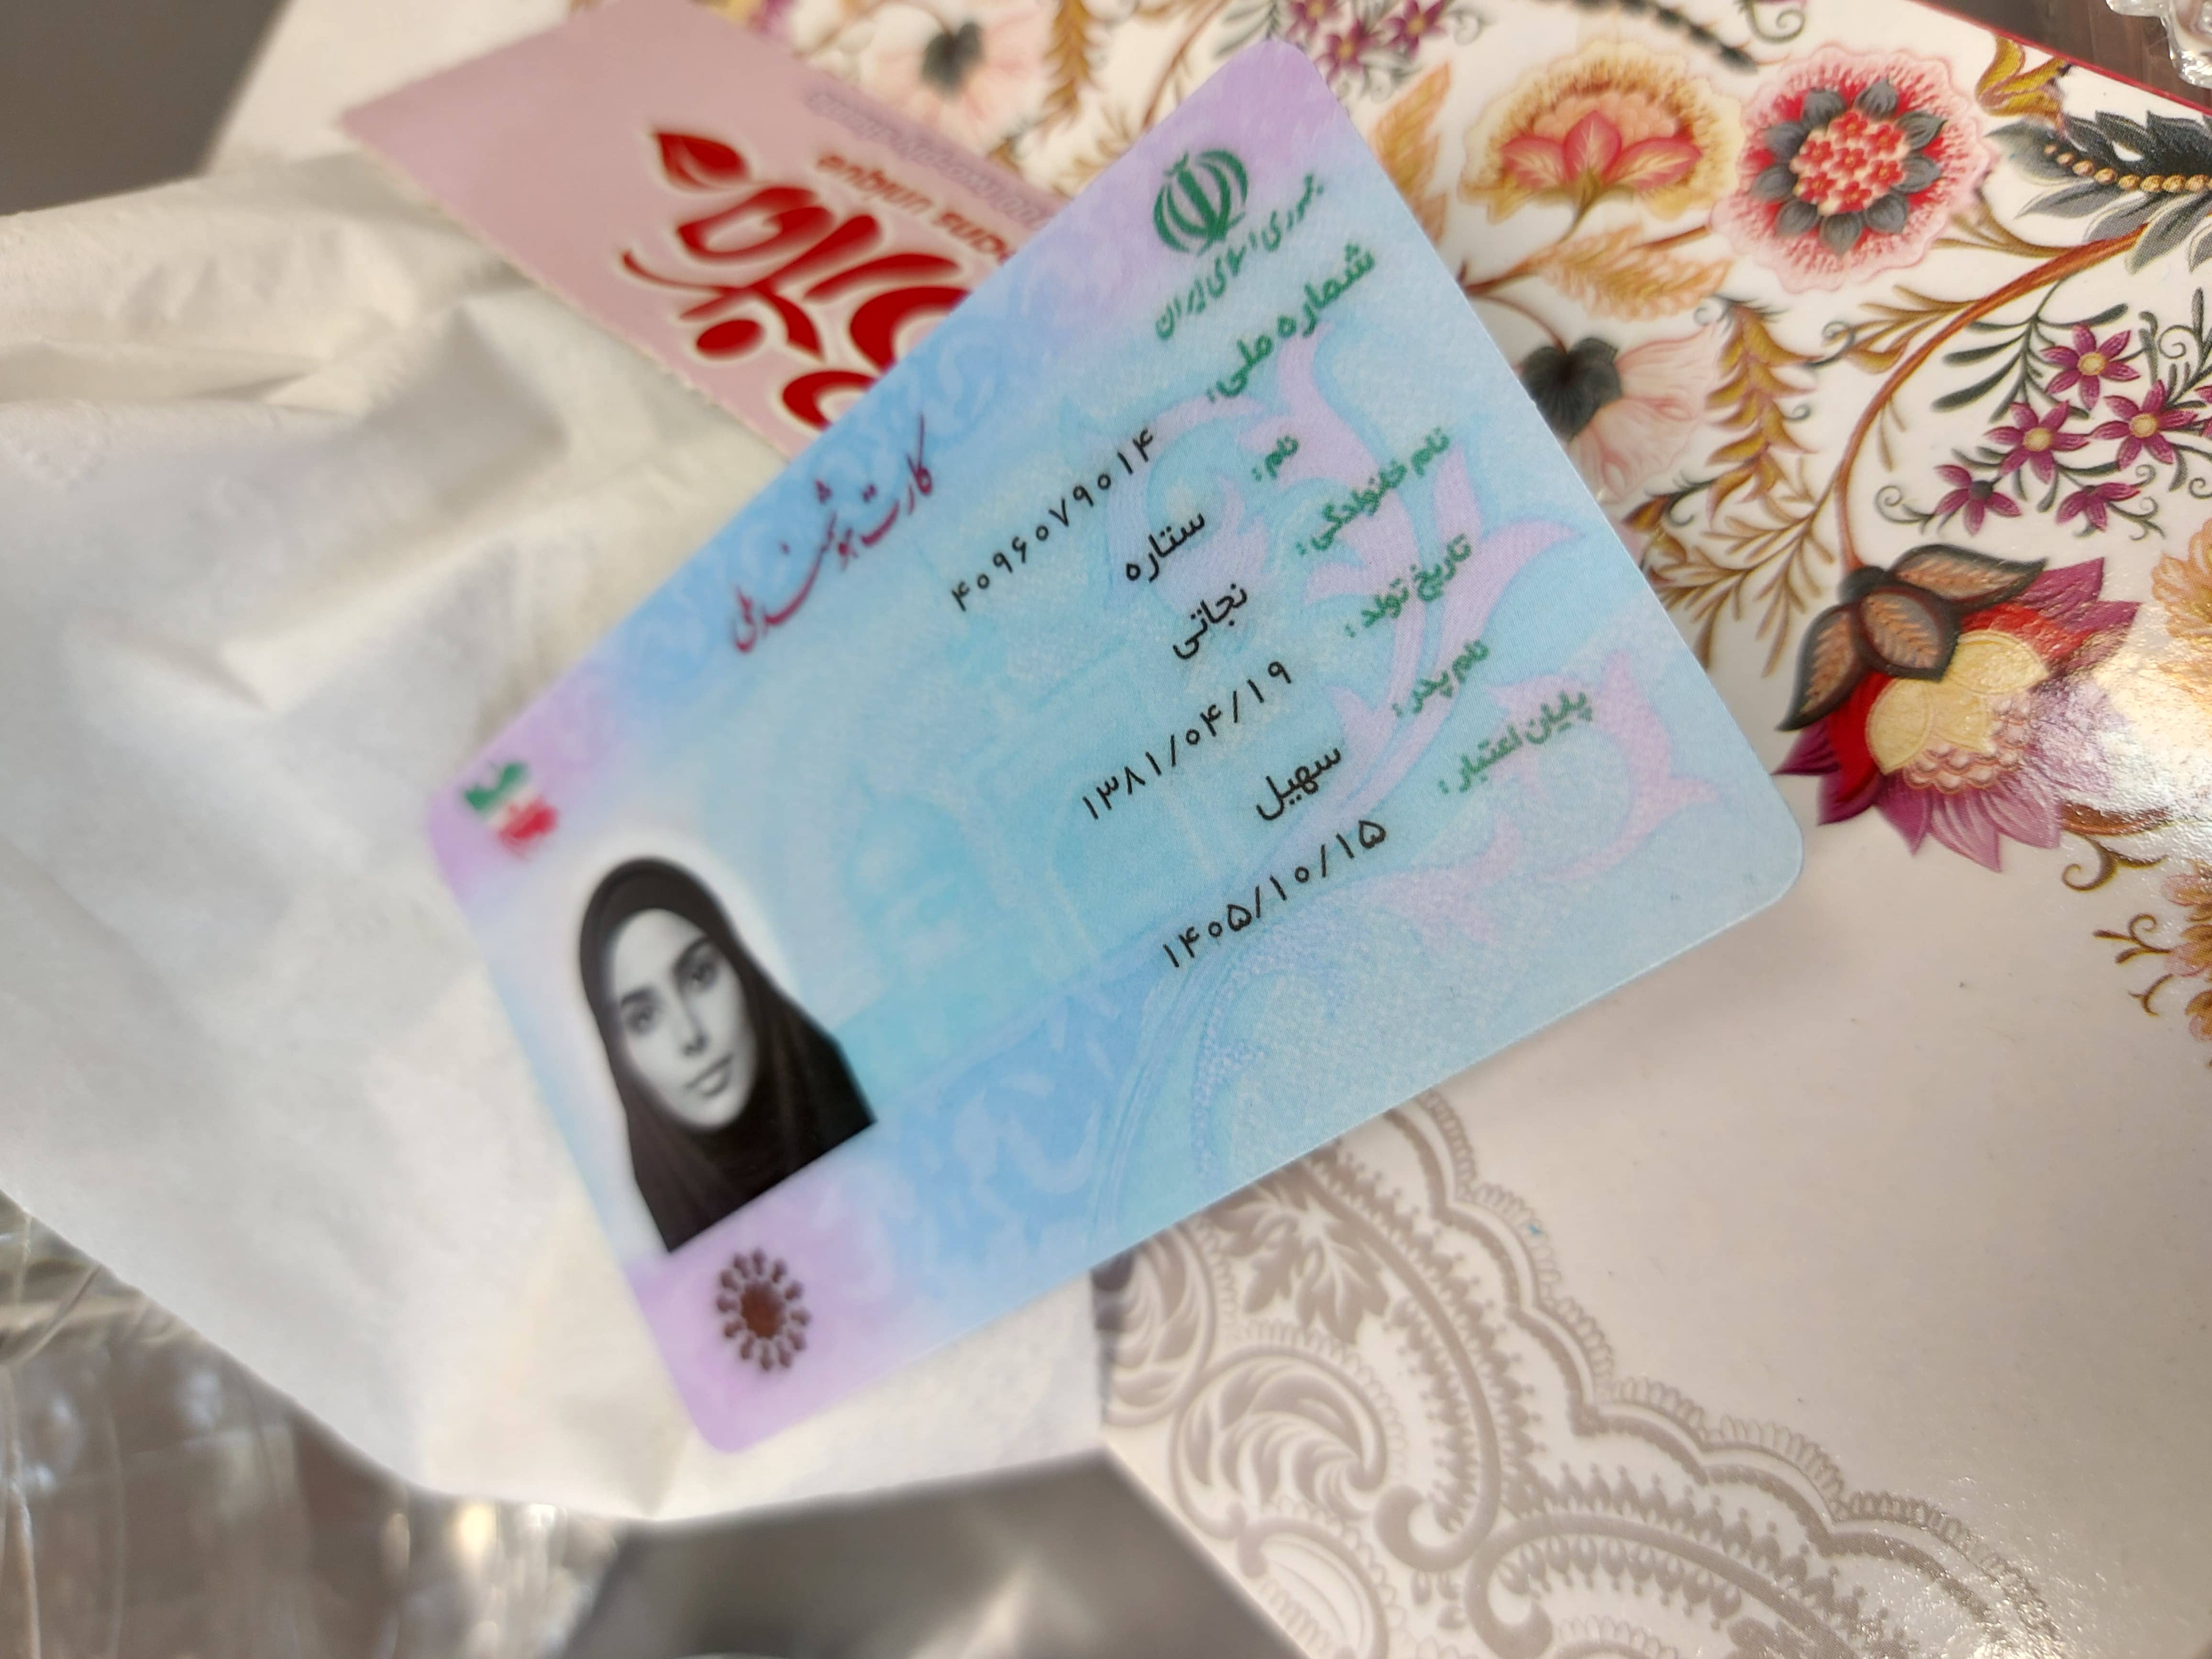 جمهوری اسلامی ایران
کارت هوشمند ملی
شماره ملی:
۴۰۹۶۰۷۹۰۱۴
نام:
ستاره
نام خانوادگی:
نجاتی
تاریخ تولد:
۱۳۸۱/۰۴/۱۹
نام پدر:
سهیل
پایان اعتبار:
۱۴۰۵/۱۰/۱۵